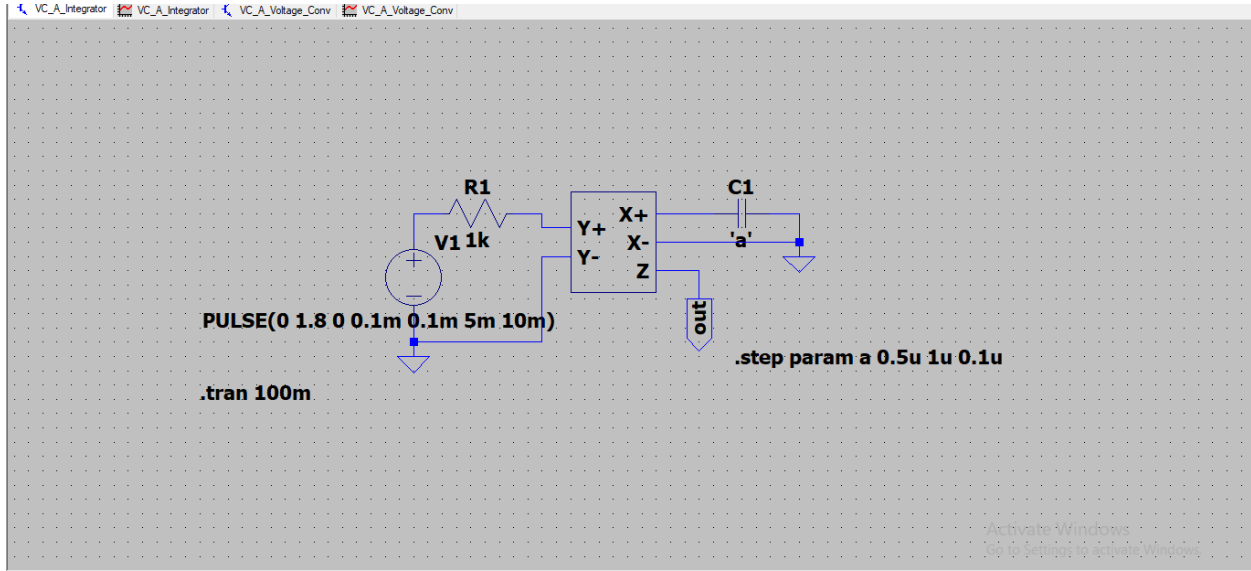 VC_A_Integrator VC_A_Integrator VC_A_Voltage_Conv VC_A_Voltage_Conv
R1
C1
X+
Y+
V1 1k
X-
'a'
Y-
Z
out
PULSE(0 1.8 0 0.1m 0.1m 5m 10m)
.step param a 0.5u 1u 0.1u
.tran 100m
Activate Windows
Go to Settings to activate Windows.